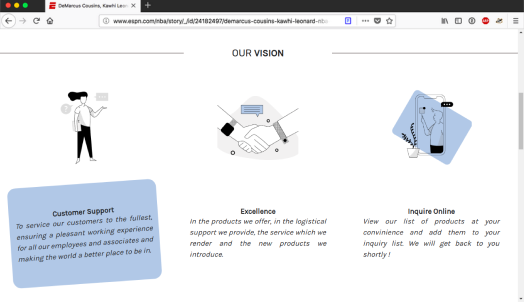 DeMarcus Cousins, Kawhi Leon
www.espn.com/nba/story/_/id/24182497/demarcus-cousins-kawhi-leonard-nba
OUR VISION
Customer Support
To service our customers to the fullest,
ensuring a pleasant working experience
for all our employees and associates and
making the world a better place to be in.
Excellence
In the products we offer, in the logistical
support we provide, the service which we
render and the new products we
introduce.
Inquire Online
View our list of products at your
convinience and add them to your
inquiry list. We will get back to you
shortly !